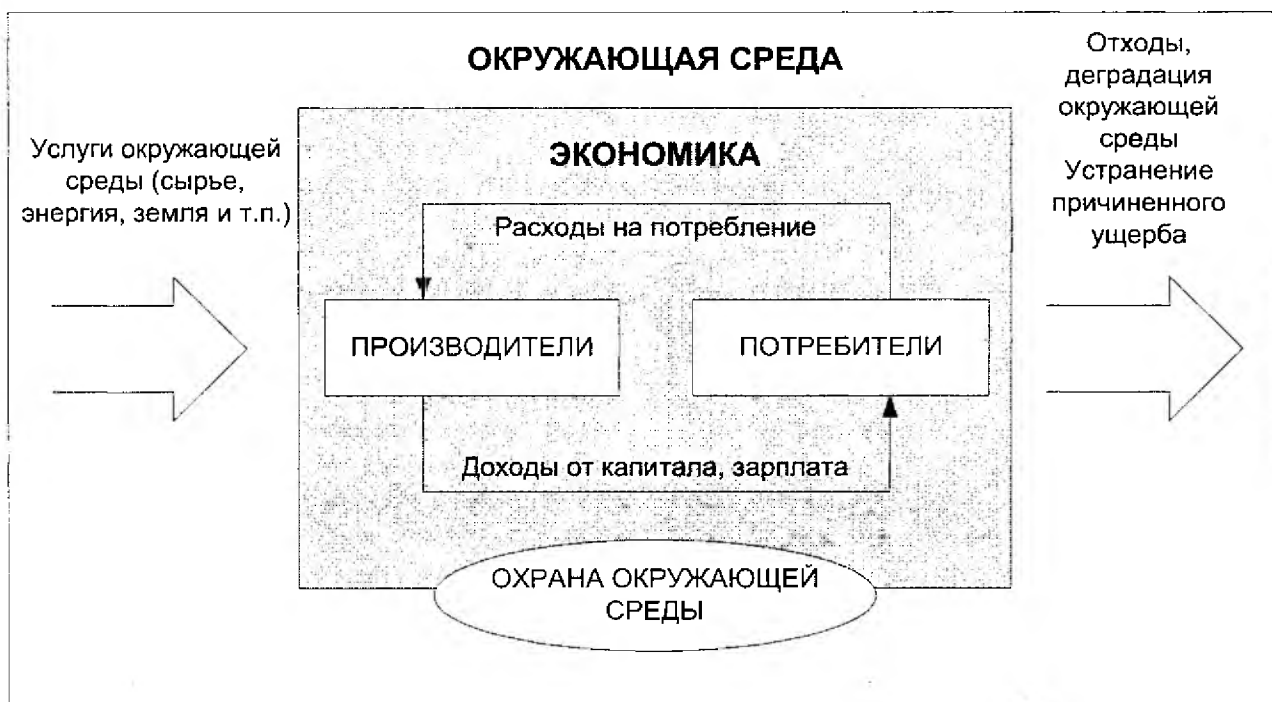 ОКРУЖАЮЩАЯ СРЕДА
Услуги окружающей
среды (сырье,
энергия, земля и т.п.)
ЭКОНОМИКА
Расходы на потребление
ПРОИЗВОДИТЕЛИ
ПОТРЕБИТЕЛИ
Доходы от капитала, зарплата
ОХРАНА ОКРУЖАЮЩЕЙ
СРЕДЫ
Отходы,
деградация
окружающей
среды
Устранение
причиненного
ущерба